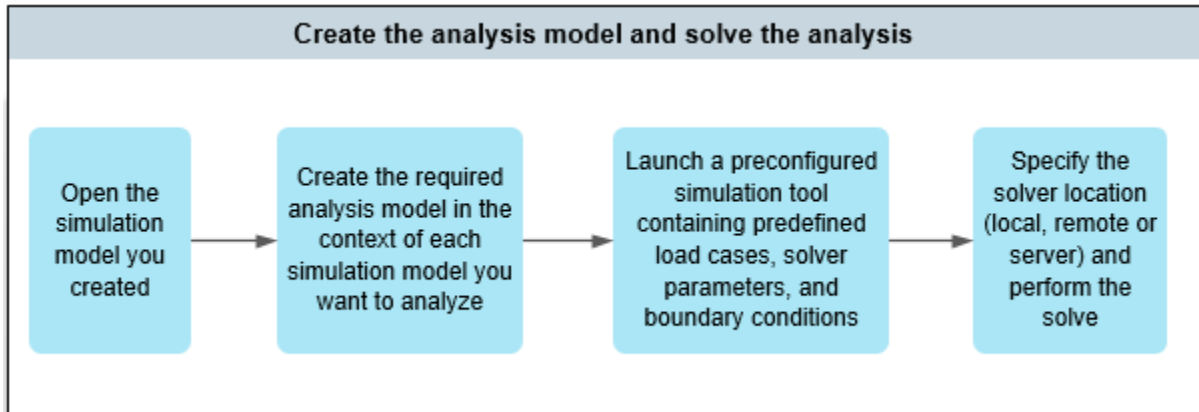 Create the analysis model and solve the analysis
Open the
simulation
model you
created
Create the required
analysis model in the
context of each
simulation model you
want to analyze
Launch a preconfigured
simulation tool
containing predefined
load cases, solver
parameters, and
boundary conditions
Specify the
solver location
(local, remote or
server) and
perform the
solve